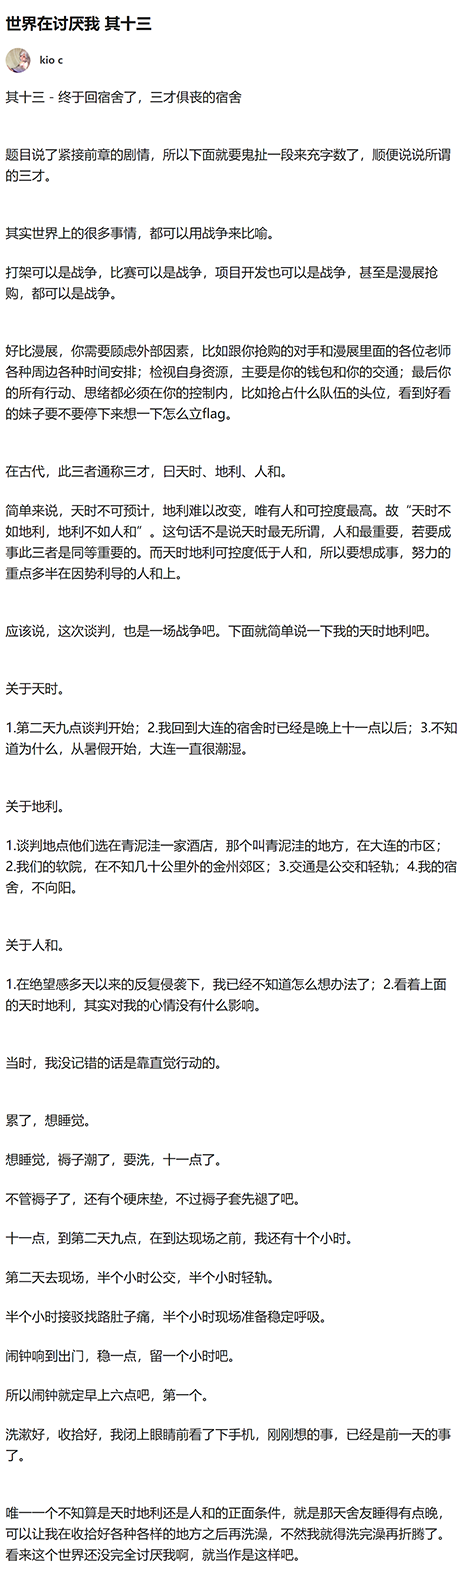 世界在讨厌我 其十三
kio c
其十三 - 终于回宿舍了，三才俱丧的宿舍
题目说了紧接前章的剧情，所以下面就要鬼扯一段来充字数了，顺便说说所谓
的三才。
其实世界上的很多事情，都可以用战争来比喻。
打架可以是战争，比赛可以是战争，项目开发也可以是战争，甚至是漫展抢
购，都可以是战争。
好比漫展，你需要顾虑外部因素，比如跟你抢购的对手和漫展里面的各位老师
各种周边各种时间安排；检视自身资源，主要是你的钱包和你的交通；最后你
的所有行动、思绪都必须在你的控制内，比如抢占什么队伍的头位，看到好看
的妹子要不要停下来想一下怎么立flag。
在古代，此三者通称三才，曰天时、地利、人和。
简单来说，天时不可预计，地利难以改变，唯有人和可控度最高。故“天时不
如地利，地利不如人和”。这句话不是说天时最无所谓，人和最重要，若要成
事此三者是同等重要的。而天时地利可控度低于人和，所以要想成事，努力的
重点多半在因势利导的人和上。
应该说，这次谈判，也是一场战争吧。下面就简单说一下我的天时地利吧。
关于天时。
1.第二天九点谈判开始；2.我回到大连的宿舍时已经是晚上十一点以后；3.不知
道为什么，从暑假开始，大连一直很潮湿。
关于地利。
1.谈判地点他们选在青泥洼一家酒店，那个叫青泥洼的地方，在大连的市区；
2.我们的软院，在不知几十公里外的金州郊区；3.交通是公交和轻轨；4.我的宿
舍，不向阳。
关于人和。
1.在绝望感多天以来的反复侵袭下，我已经不知道怎么想办法了；2.看着上面
的天时地利，其实对我的心情没有什么影响。
当时，我没记错的话是靠直觉行动的。
累了，想睡觉。
想睡觉，褥子潮了，要洗，十一点了。
不管褥子了，还有个硬床垫，不过褥子套先褪了吧。
十一点，到第二天九点，在到达现场之前，我还有十个小时。
第二天去现场，半个小时公交，半个小时轻轨。
半个小时接驳找路肚子痛，半个小时现场准备稳定呼吸。
闹钟响到出门，稳一点，留一个小时吧。
所以闹钟就定早上六点吧，第一个。
洗漱好，收拾好，我闭上眼睛前看了下手机，刚刚想的事，已经是前一天的事
了。
唯一一个不知算是天时地利还是人和的正面条件，就是那天舍友睡得有点晚，
可以让我在收拾好各种各样的地方之后再洗澡，不然我就得洗完澡再折腾了。
看来这个世界还没完全讨厌我啊，就当作是这样吧。